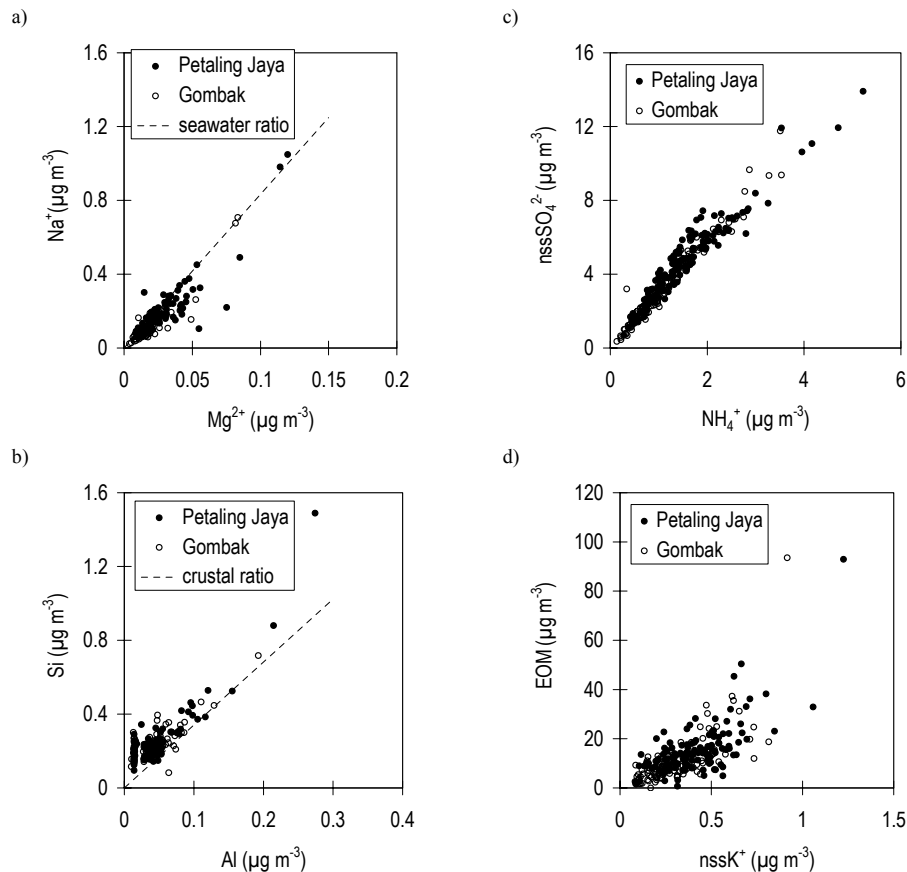 a)
1.6
1.2
0.8
0.4
0
Na⁺(µg m⁻³)
Petaling Jaya
Gombak
seawater ratio
0 0.05 0.1 0.15 0.2
Mg²⁺ (µg m⁻³)
c)
16
12
8
4
0
nssSO₄²⁻ (µg m⁻³)
Petaling Jaya
Gombak
0 2 4 6
NH₄⁺ (µg m⁻³)
b)
1.6
1.2
0.8
0.4
0
Si (µg m⁻³)
Petaling Jaya
Gombak
crustal ratio
0 0.1 0.2 0.3 0.4
Al (µg m⁻³)
d)
120
100
80
60
40
20
0
EOM (µg m⁻³)
Petaling Jaya
Gombak
0 0.5 1 1.5
nssK⁺ (µg m⁻³)